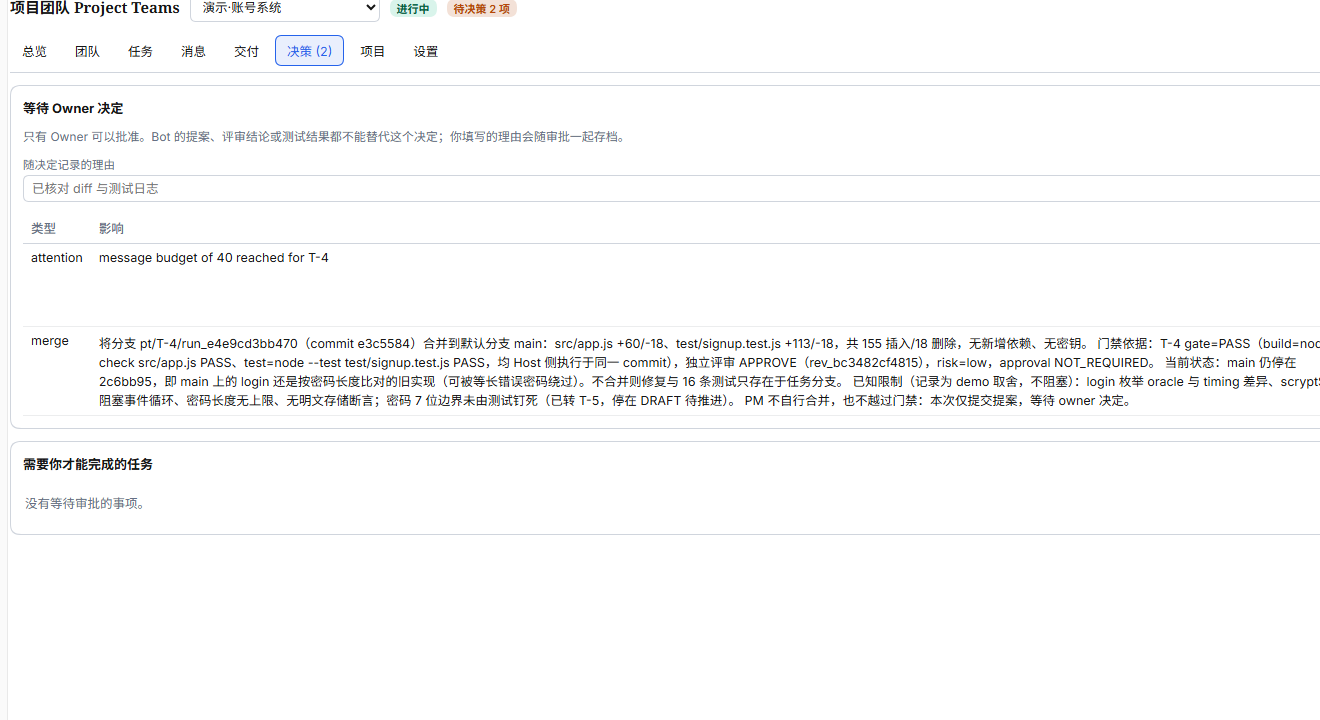 项目团队 Project Teams 演示·账号系统 进行中 待决策 2 项
总览 团队 任务 消息 交付 决策 (2) 项目 设置
等待 Owner 决定
只有 Owner 可以批准。Bot 的提案、评审结论或测试结果都不能替代这个决定；你填写的理由会随审批一起存档。
随决定记录的理由
已核对 diff 与测试日志
类型 影响
attention message budget of 40 reached for T-4
merge 将分支 pt/T-4/run_e4e9cd3bb470（commit e3c5584）合并到默认分支 main：src/app.js +60/-18、test/signup.test.js +113/-18，共 155 插入/18 删除，无新增依赖、无密钥。 门禁依据：T-4 gate=PASS（build=nod
check src/app.js PASS、test=node --test test/signup.test.js PASS，均 Host 侧执行于同一 commit），独立评审 APPROVE（rev_bc3482cf4815），risk=low，approval NOT_REQUIRED。 当前状态：main 仍停在
2c6bb95，即 main 上的 login 还是按密码长度比对的旧实现（可被等长错误密码绕过）。不合并则修复与 16 条测试只存在于任务分支。 已知限制（记录为 demo 取舍，不阻塞）：login 枚举 oracle 与 timing 差异、scryptS
阻塞事件循环、密码长度无上限、无明文存储断言；密码 7 位边界未由测试钉死（已转 T-5，停在 DRAFT 待推进）。 PM 不自行合并，也不越过门禁：本次仅提交提案，等待 owner 决定。
需要你才能完成的任务
没有等待审批的事项。